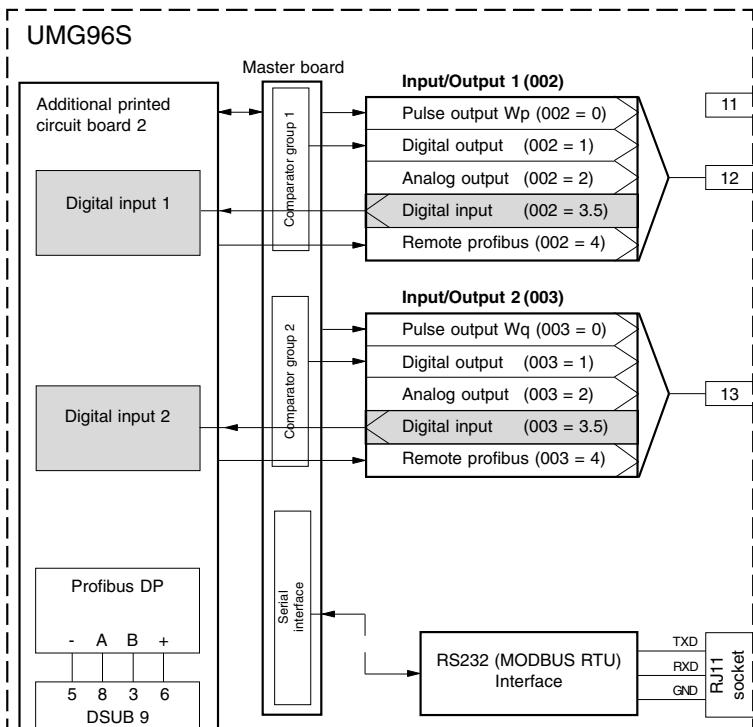 UMG96S
Additional printed
circuit board 2
Digital input 1
Digital input 2
Profibus DP
- A B +
5 8 3 6
DSUB 9
Master board
Comparator group 1
Comparator group 2
Serial
interface
Input/Output 1 (002)
Pulse output Wp (002 = 0)
Digital output (002 = 1)
Analog output (002 = 2)
Digital input (002 = 3.5)
Remote profibus (002 = 4)
Input/Output 2 (003)
Pulse output Wq (003 = 0)
Digital output (003 = 1)
Analog output (003 = 2)
Digital input (003 = 3.5)
Remote profibus (003 = 4)
11
12
13
RS232 (MODBUS RTU)
Interface
TXD
RXD
GND
RJ11
socket